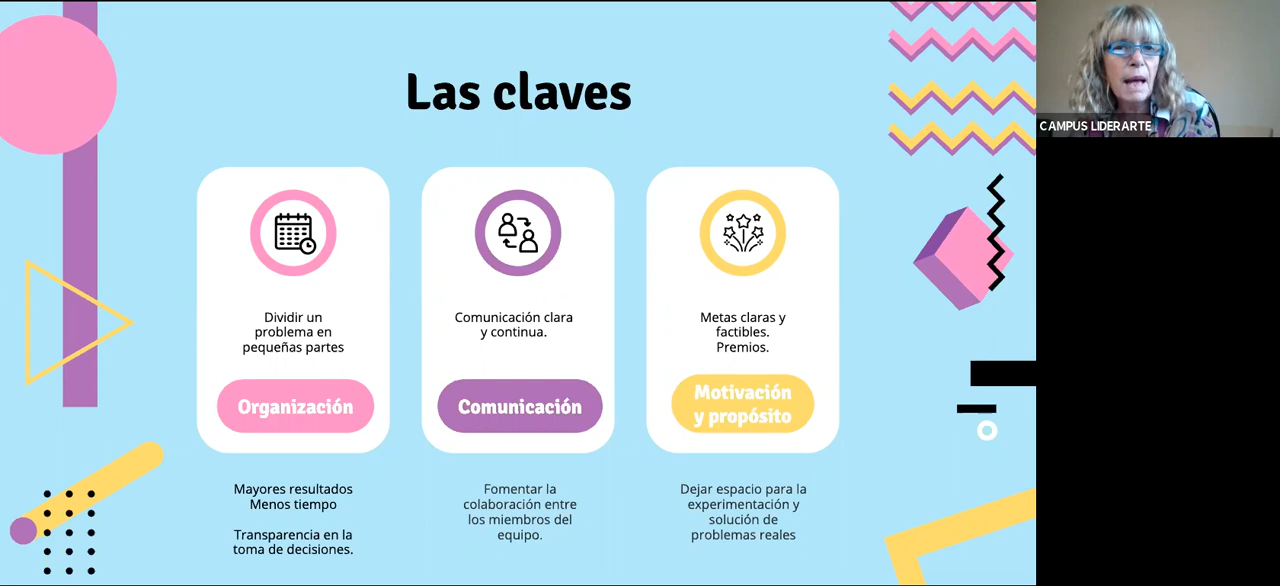 Las claves
CAMPUS LIDERARTE
Dividir un
problema en
pequeñas partes
Organización
Mayores resultados
Menos tiempo
Transparencia en la
toma de decisiones.
Comunicación clara
y continua.
Comunicación
Fomentar la
colaboración entre
los miembros del
equipo.
Metas claras y
factibles.
Premios.
Motivación
y propósito
Dejar espacio para la
experimentación y
solución de
problemas reales